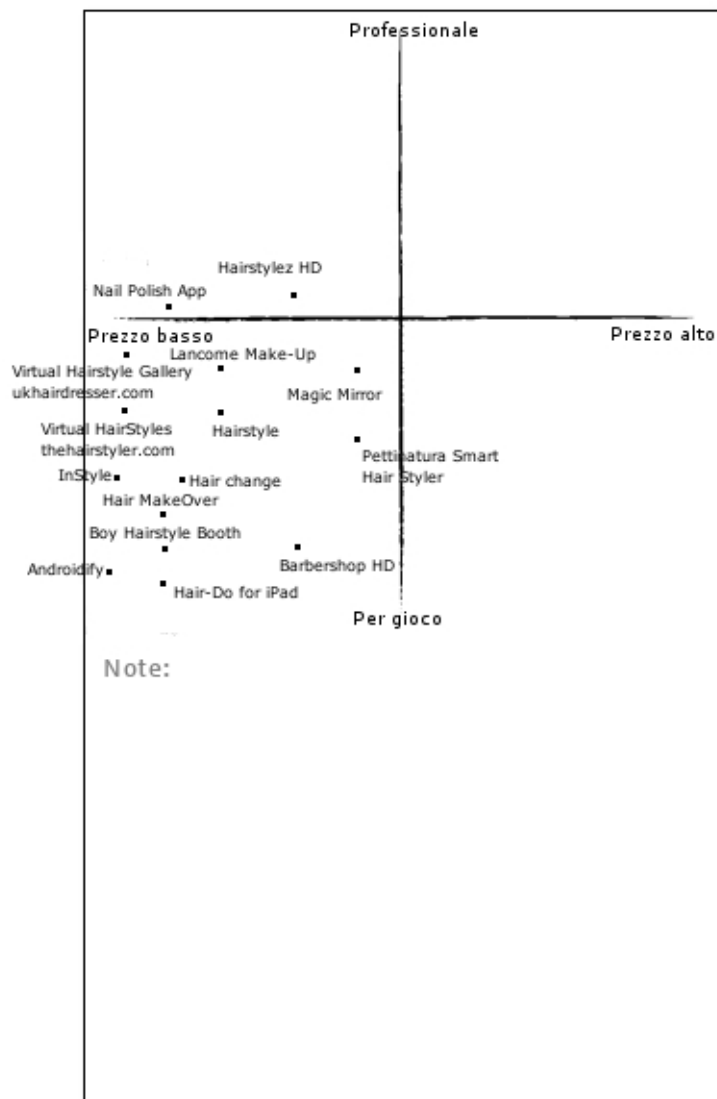 Professionale
Hairstylez HD
Nail Polish App
Prezzo basso
Prezzo alto
Lancome Make-Up
Virtual Hairstyle Gallery
ukhairdresser.com
Magic Mirror
Virtual HairStyles
thehairstyler.com
Hairstyle
Pettinatura Smart
Hair Styler
InStyle
Hair change
Hair MakeOver
Boy Hairstyle Booth
Androidify
Barbershop HD
Hair-Do for iPad
Per gioco
Note: